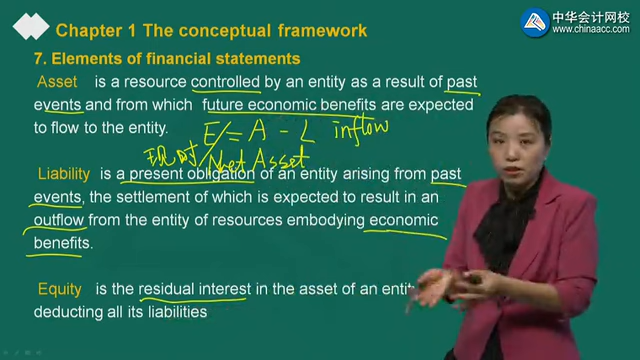 Chapter 1 The conceptual framework
中华会计网校
www.chinaacc.com
7. Elements of financial statements
Asset is a resource controlled by an entity as a result of past
events and from which future economic benefits are expected
to flow to the entity.
E = A - L inflow
现时 Net Asset
Liability is a present obligation of an entity arising from past
events, the settlement of which is expected to result in an
outflow from the entity of resources embodying economic
benefits.
Equity is the residual interest in the asset of an entit
deducting all its liabilities